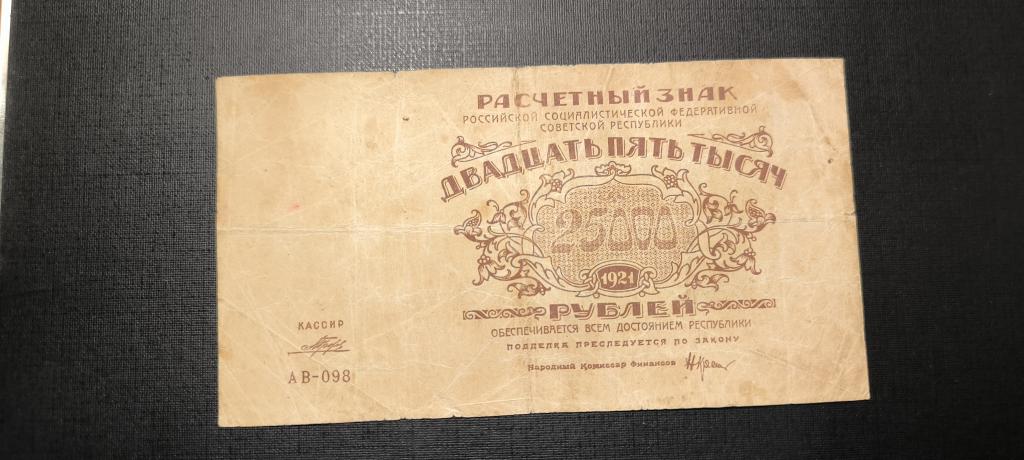 РАСЧЕТНЫЙ ЗНАК
РОССИЙСКОЙ СОЦИАЛИСТИЧЕСКОЙ ФЕДЕРАТИВНОЙ
СОВЕТСКОЙ РЕСПУБЛИКИ
ДВАДЦАТЬ ПЯТЬ ТЫСЯЧ
25000
1921
РУБЛЕЙ
ОБЕСПЕЧИВАЕТСЯ ВСЕМ ДОСТОЯНИЕМ РЕСПУБЛИКИ
ПОДДЕЛКА ПРЕСЛЕДУЕТСЯ ПО ЗАКОНУ
Народный Комиссар Финансов
КАССИР
АВ-098